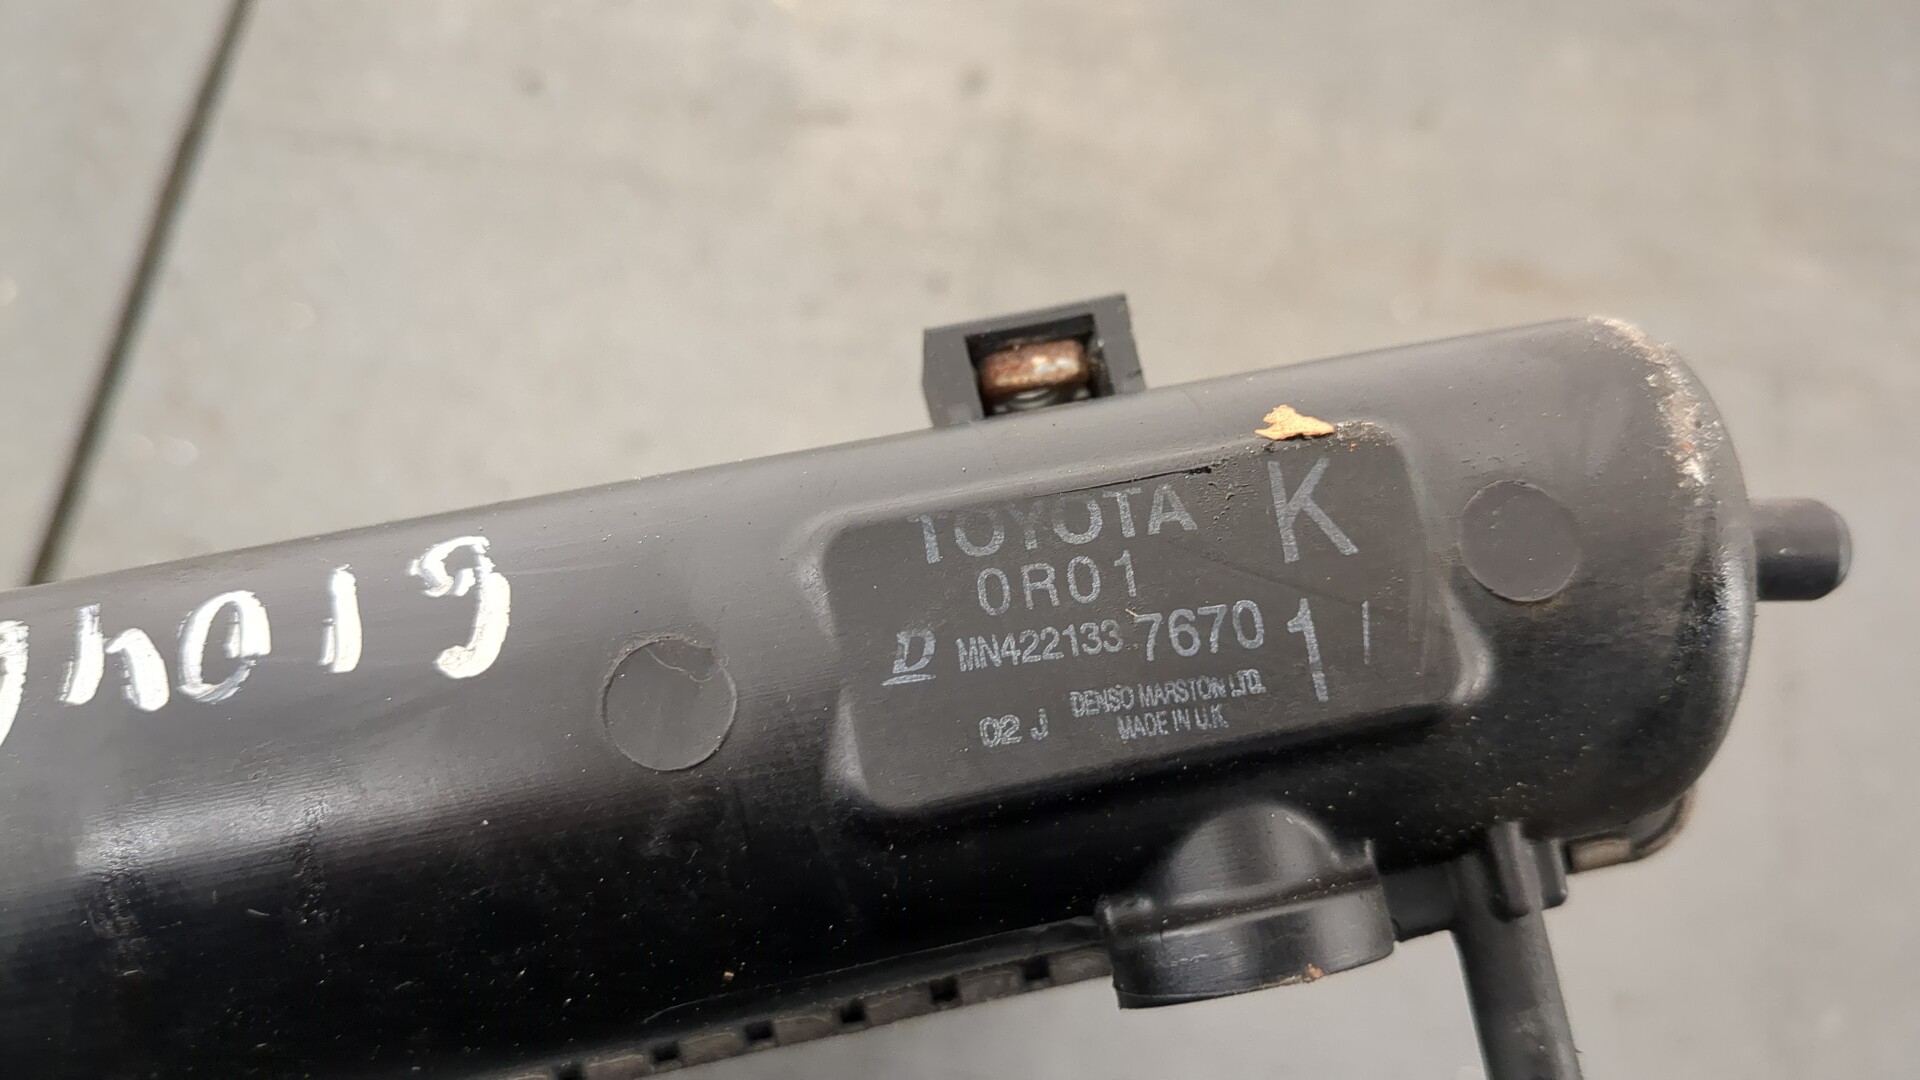 TOYOTA K
0R01
D MN422133 7670 1 /
02 J DENSO MARSTON LTD.
MADE IN U.K.